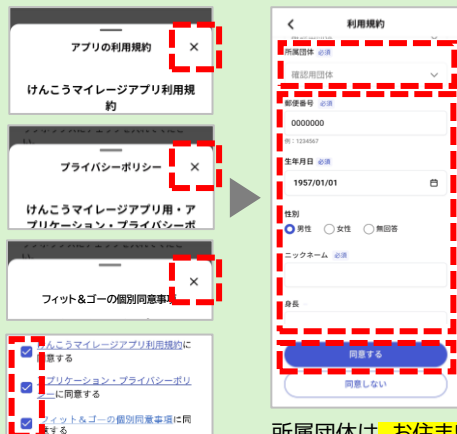 アプリの利用規約
けんこうマイレージアプリ利用規
約
プライバシーポリシー
けんこうマイレージアプリ用・ア
プリケーション・プライバシーポ
フィット&ゴーの個別同意事
けんこうマイレージアプリ利用規約に
意する
プリケーション・プライバシーポリ
シーに同意する
フィット&ゴーの個別同意事項に同
意する
利用規約
所属団体 必須
確認用団体
郵便番号 必須
0000000
例:1234567
生年月日 必須
1957/01/01
性別
男性 女性 無回答
ニックネーム 必須
身長
同意する
同意しない
所属団体は、お住ま